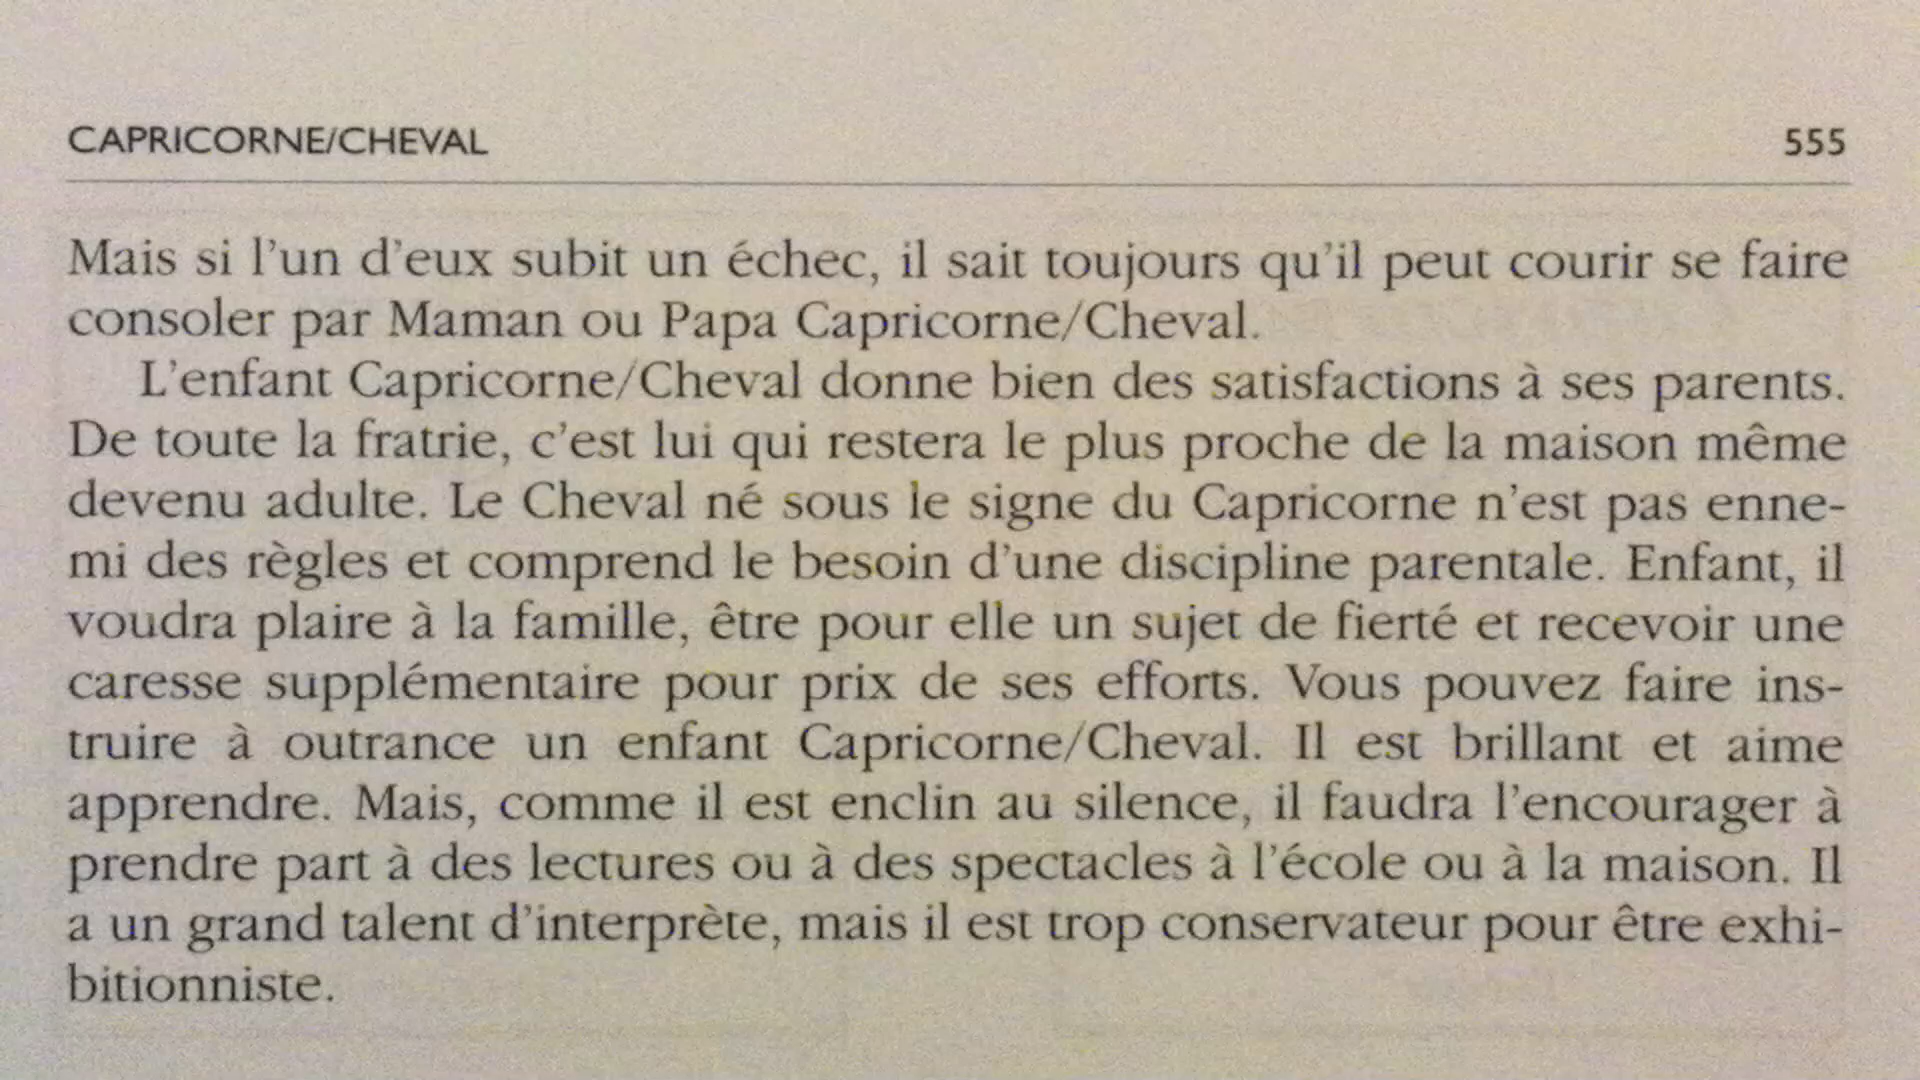 CAPRICORNE/CHEVAL 555
Mais si l'un d'eux subit un échec, il sait toujours qu'il peut courir se faire
consoler par Maman ou Papa Capricorne/Cheval.
L'enfant Capricorne/Cheval donne bien des satisfactions à ses parents.
De toute la fratrie, c'est lui qui restera le plus proche de la maison même
devenu adulte. Le Cheval né sous le signe du Capricorne n'est pas enne-
mi des règles et comprend le besoin d'une discipline parentale. Enfant, il
voudra plaire à la famille, être pour elle un sujet de fierté et recevoir une
caresse supplémentaire pour prix de ses efforts. Vous pouvez faire ins-
truire à outrance un enfant Capricorne/Cheval. Il est brillant et aime
apprendre. Mais, comme il est enclin au silence, il faudra l'encourager à
prendre part à des lectures ou à des spectacles à l'école ou à la maison. Il
a un grand talent d'interprète, mais il est trop conservateur pour être exhi-
bitionniste.